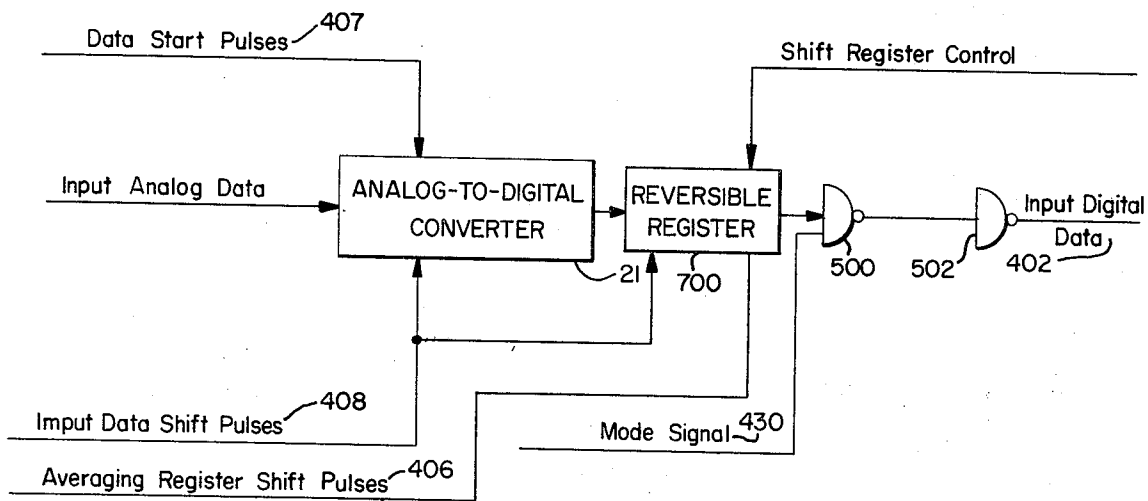 Data Start Pulses 407
Shift Register Control
Input Analog Data
ANALOG-TO-DIGITAL
CONVERTER
21
REVERSIBLE
REGISTER
700
500
502
Input Digital
Data
402
Imput Data Shift Pulses 408
Mode Signal 430
Averaging Register Shift Pulses 406